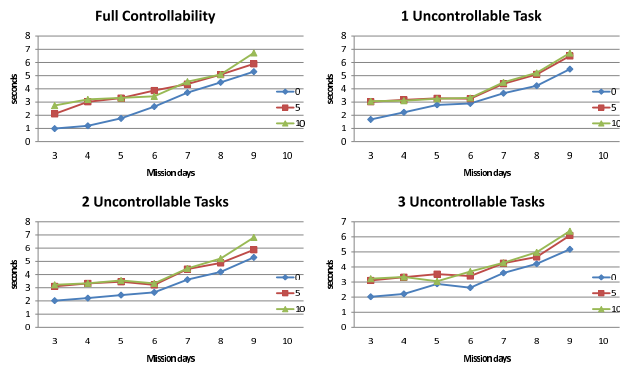 Full Controllability
8
7
6
5
4
3
2
1
0
seconds
3 4 5 6 7 8 9 10
Mission days
0
5
10
1 Uncontrollable Task
8
7
6
5
4
3
2
1
0
seconds
3 4 5 6 7 8 9 10
Mission days
0
5
10
2 Uncontrollable Tasks
8
7
6
5
4
3
2
1
0
seconds
3 4 5 6 7 8 9 10
Mission days
0
5
10
3 Uncontrollable Tasks
7
6
5
4
3
2
1
0
seconds
3 4 5 6 7 8 9 10
Mission days
0
5
10